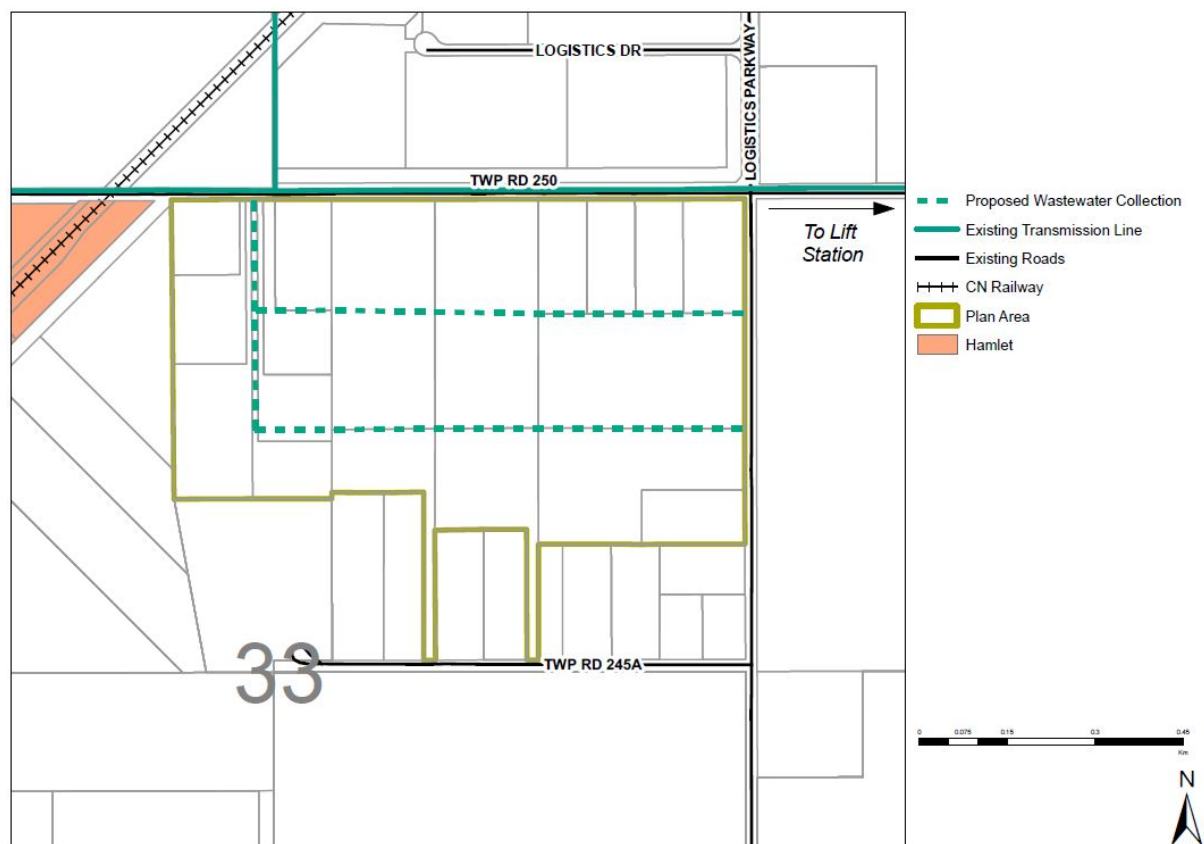 LOGISTICS DR
LOGISTICS PARKWAY
TWP RD 250
To Lift
Station
Proposed Wastewater Collection
Existing Transmission Line
Existing Roads
CN Railway
Plan Area
Hamlet
33
TWP RD 245A
0 0.075 0.15 0.3 0.45
Km
N